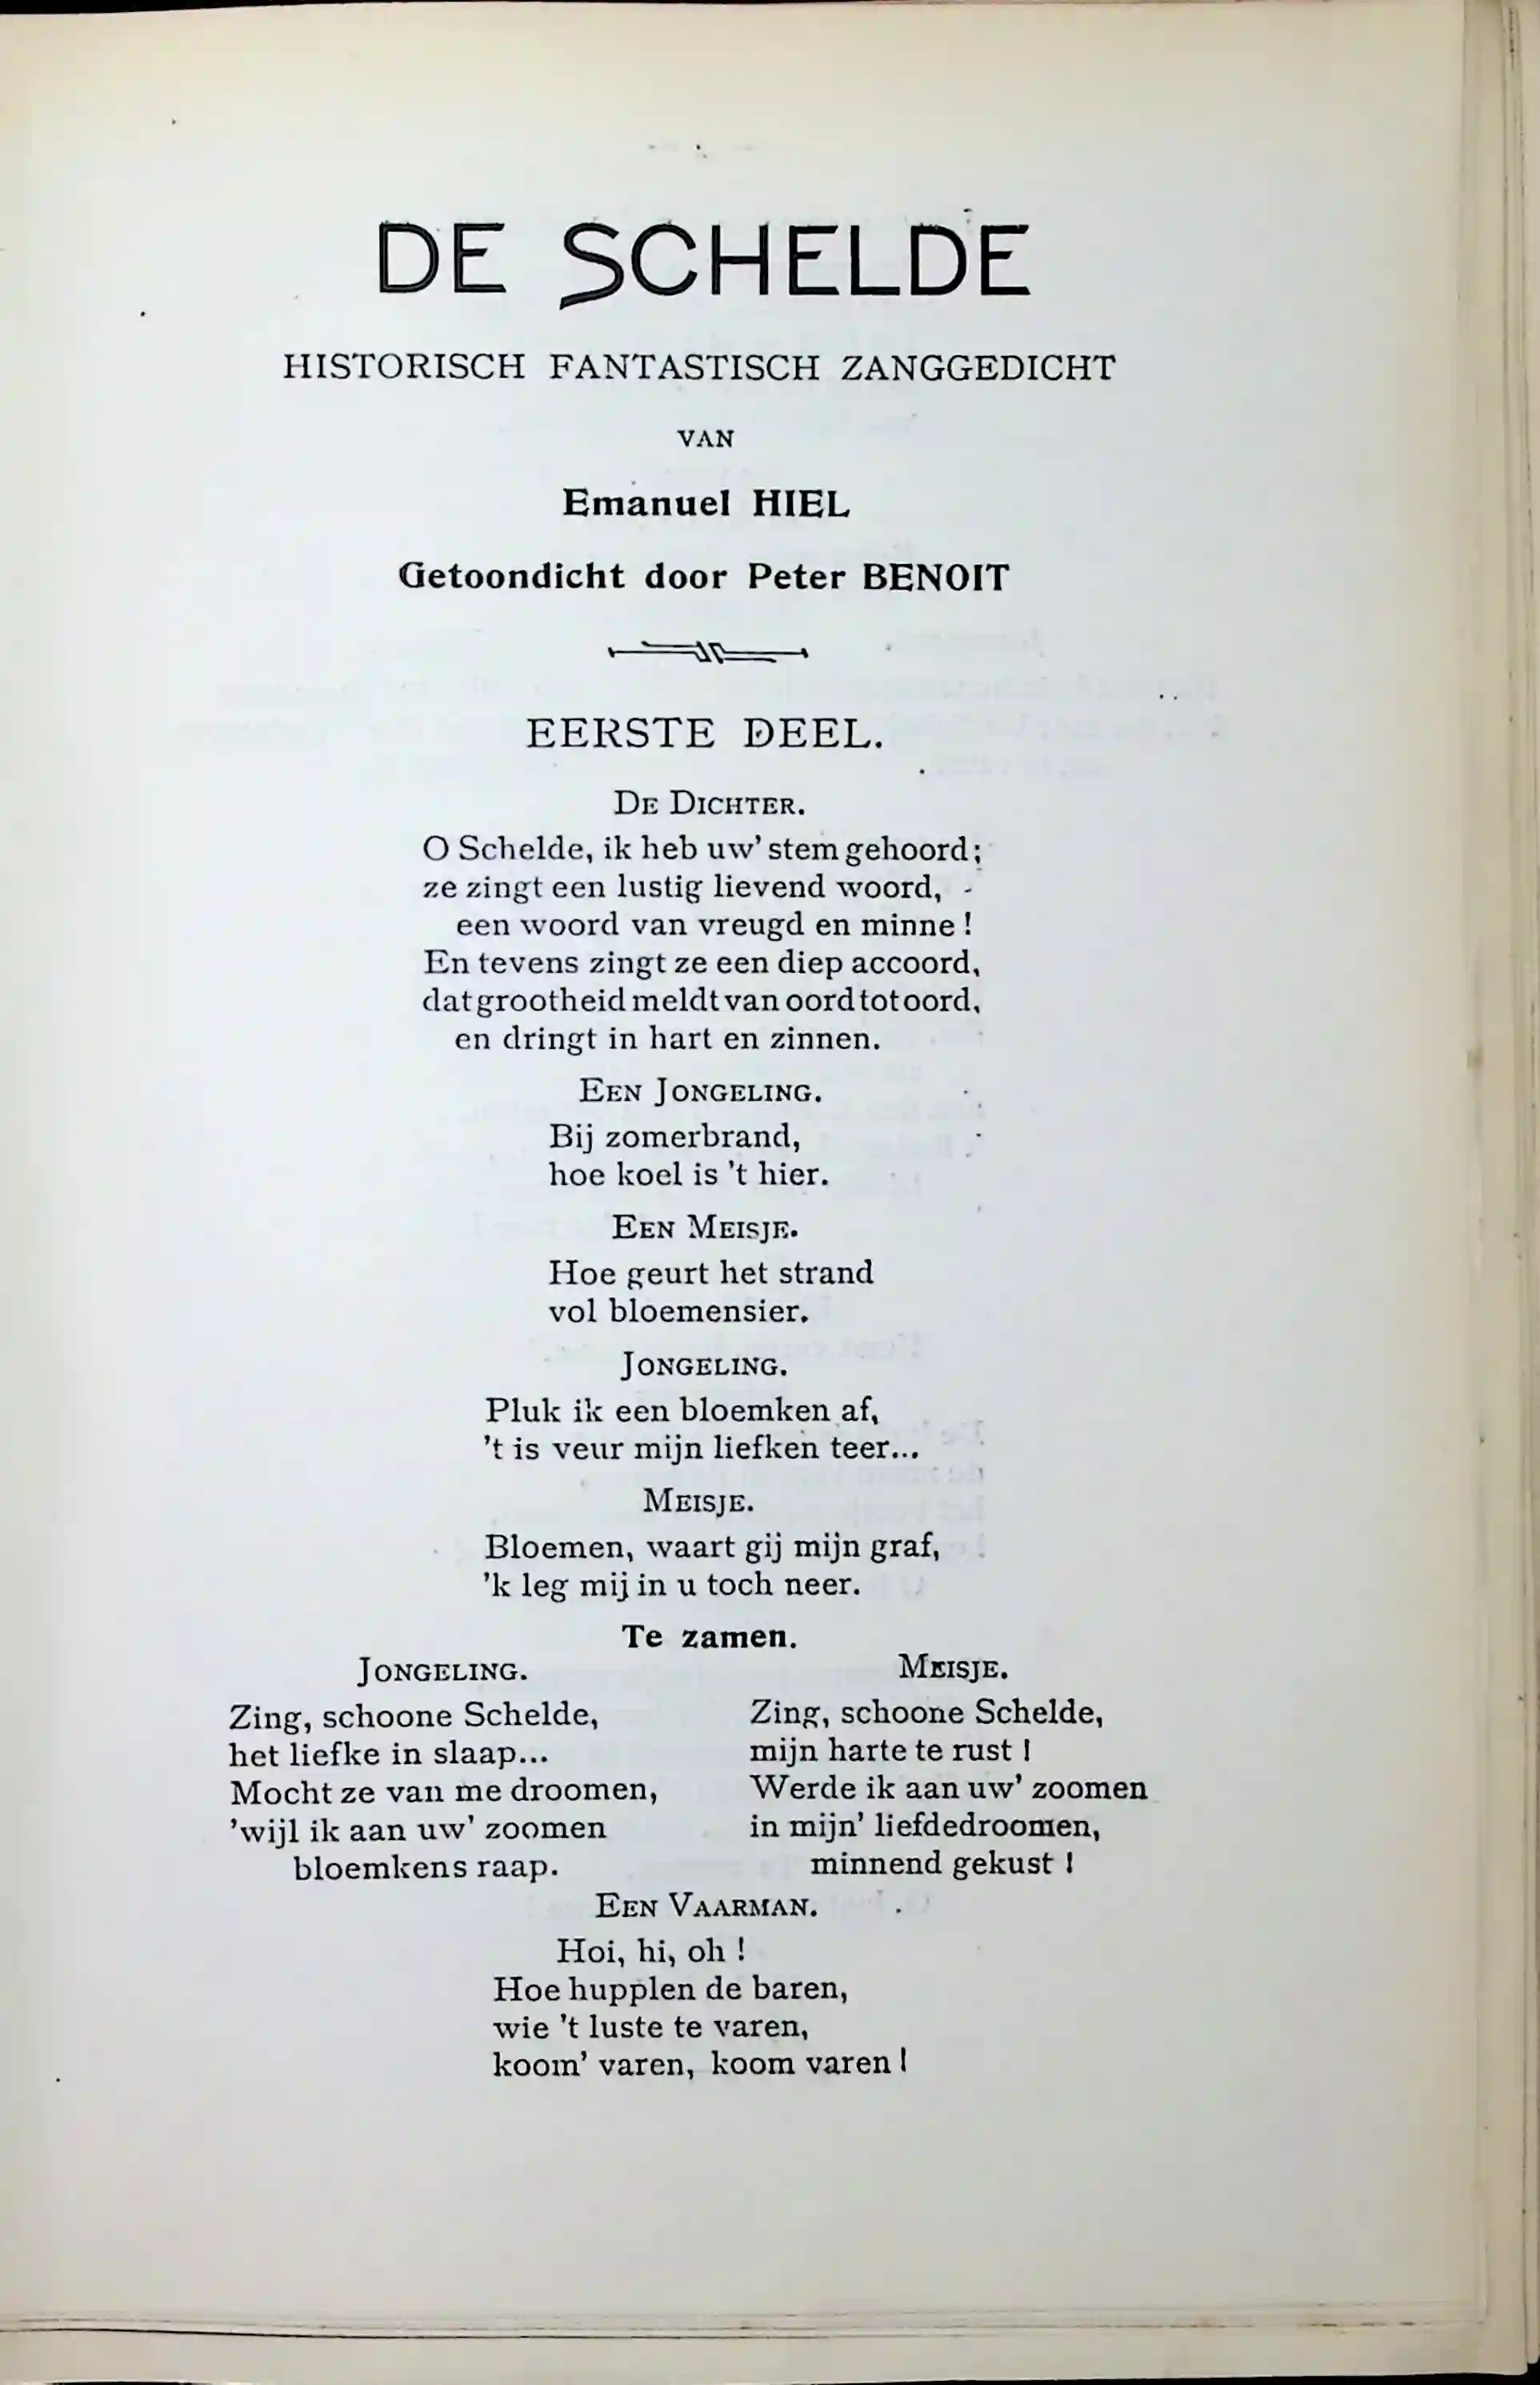 DE SCHELDE
HISTORISCH FANTASTISCH ZANGGEDICHT
VAN
Emanuel HIEL
Getoondicht door Peter BENOIT
EERSTE DEEL.
DE DICHTER.
O Schelde, ik heb uw' stem gehoord;
ze zingt een lustig lievend woord,
een woord van vreugd en minne !
En tevens zingt ze een diep accoord,
dat grootheid meldt van oord tot oord,
en dringt in hart en zinnen.
EEN JONGELING.
Bij zomerbrand,
hoe koel is 't hier.
EEN MEISJE.
Hoe geurt het strand
vol bloemensier.
JONGELING.
Pluk ik een bloemken af,
't is veur mijn liefken teer...
MEISJE.
Bloemen, waart gij mijn graf,
'k leg mij in u toch neer.
Te zamen.
JONGELING.
Zing, schoone Schelde,
het liefke in slaap...
Mocht ze van me droomen,
'wijl ik aan uw' zoomen
bloemkens raap.
MEISJE.
Zing, schoone Schelde,
mijn harte te rust !
Werde ik aan uw' zoomen
in mijn' liefdedroomen,
minnend gekust !
EEN VAARMAN.
Hoi, hi, oh !
Hoe hupplen de baren,
wie 't luste te varen,
koom' varen, koom varen !